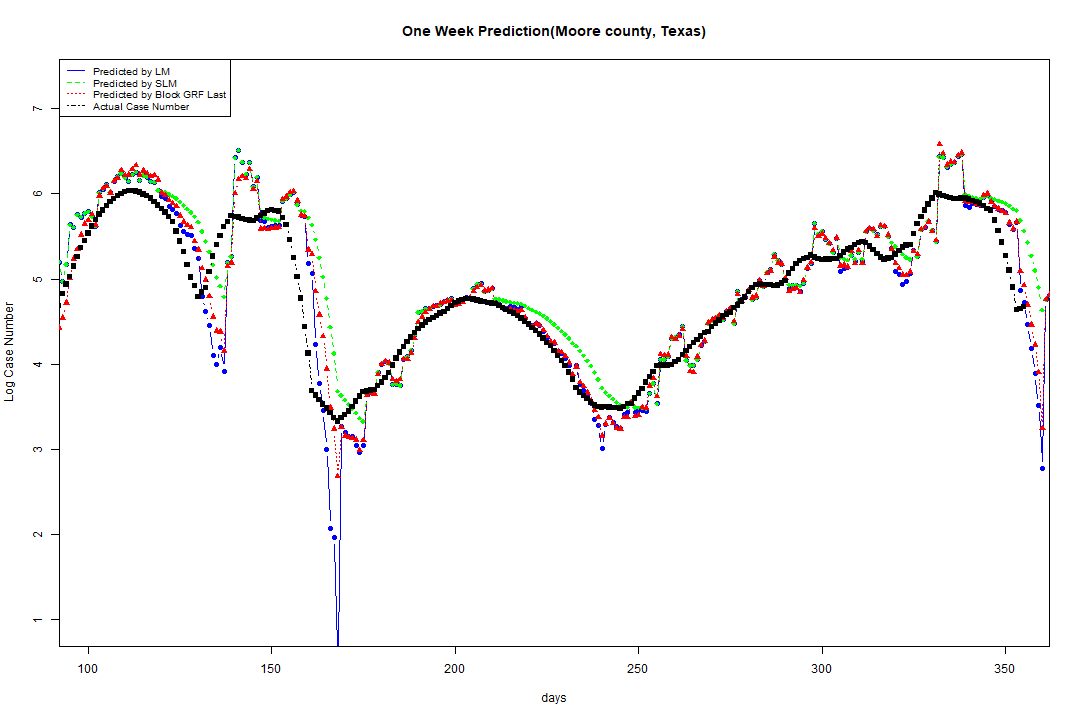 One Week Prediction(Moore county, Texas)
Predicted by LM
Predicted by SLM
Predicted by Block GRF Last
Actual Case Number
7
6
5
4
3
2
1
Log Case Number
100 150 200 250 300 350
days